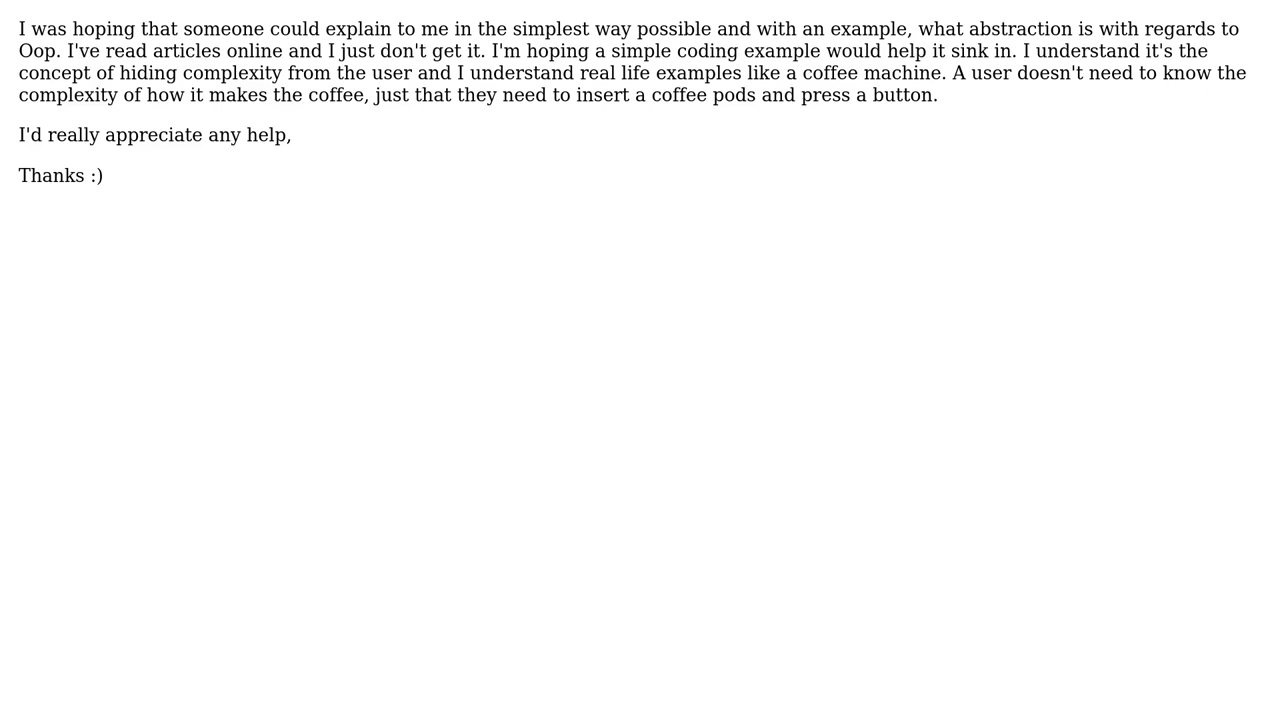 I was hoping that someone could explain to me in the simplest way possible and with an example, what abstraction is with regards to
Oop. I've read articles online and I just don't get it. I'm hoping a simple coding example would help it sink in. I understand it's the
concept of hiding complexity from the user and I understand real life examples like a coffee machine. A user doesn't need to know the
complexity of how it makes the coffee, just that they need to insert a coffee pods and press a button.
I'd really appreciate any help,
Thanks :)